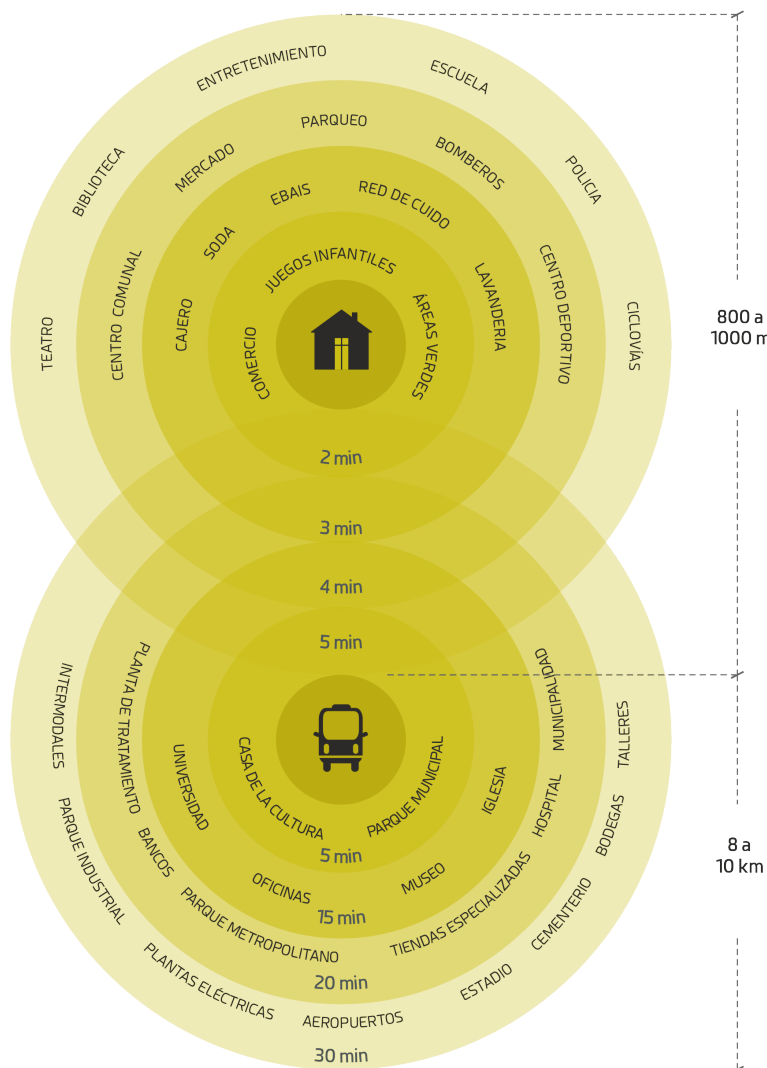 ENTRETENIMIENTO
ESCUELA
BIBLIOTECA
POLICIA
TEATRO
CICLOVÍAS
PARQUEO
MERCADO
BOMBEROS
CENTRO COMUNAL
CENTRO DEPORTIVO
EBAIS
RED DE CUIDO
SODA
CAJERO
LAVANDERIA
JUEGOS INFANTILES
COMERCIO
ÁREAS VERDES
800 a
1000 m
2 min
3 min
4 min
5 min
CASA DE LA CULTURA
PARQUE MUNICIPAL
5 min
UNIVERSIDAD
IGLESIA
OFICINAS
MUSEO
15 min
PLANTA DE TRATAMIENTO
MUNICIPALIDAD
BANCOS
HOSPITAL
PARQUE METROPOLITANO
TIENDAS ESPECIALIZADAS
20 min
INTERMODALES
TALLERES
PARQUE INDUSTRIAL
BODEGAS
PLANTAS ELÉCTRICAS
CEMENTERIO
AEROPUERTOS
ESTADIO
30 min
8 a
10 km